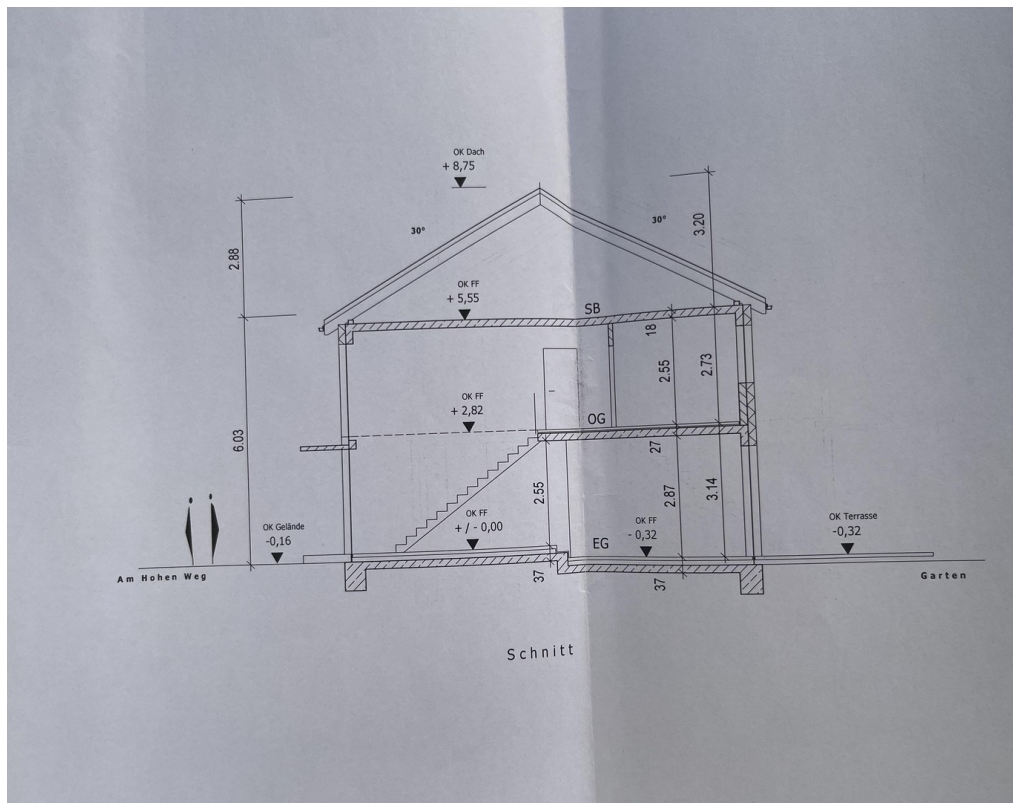 OK Dach
+ 8,75
30°
30°
3.20
2.88
OK FF
+ 5,55
SB
18
2.55
2.73
OK FF
+ 2,82
OG
6.03
27
2.55
2.87
3.14
OK FF
+ / - 0,00
OK FF
- 0,32
OK Terrasse
-0,32
OK Gelände
-0,16
EG
Am Hohen Weg
37
37
Garten
Schnitt